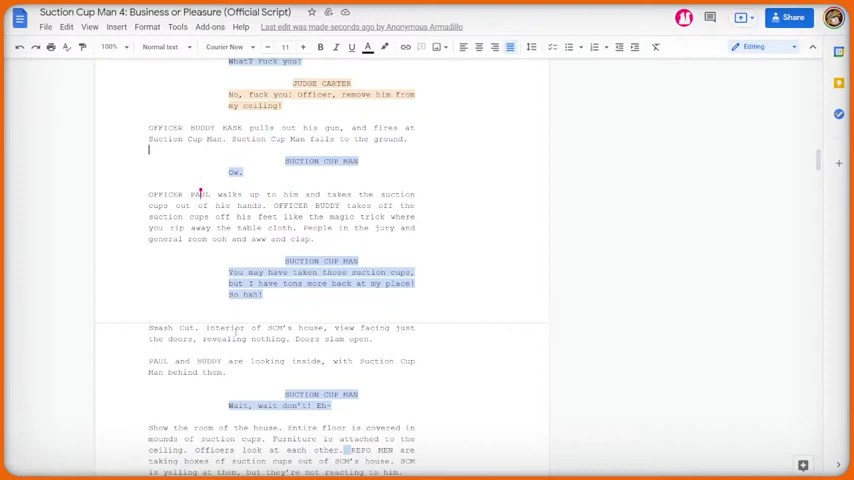 Suction Cup Man 4: Business or Pleasure (Official Script)
File Edit View Insert Format Tools Add-ons Help Last edit was made seconds ago by Anonymous Armadillo
Share
100% Normal text Courier New 11 B I U A Editing
What? Fuck you!
JUDGE CARTER
No, fuck you! Officer, remove him from
my ceiling!
OFFICER BUDDY EASE pulls out his gun, and fires at
Suction Cup Man. Suction Cup Man falls to the ground.
SUCTION CUP MAN
Ow.
OFFICER PAUL walks up to him and takes the suction
cups out of his hands. OFFICER BUDDY takes off the
suction cups off his feet like the magic trick where
you rip away the table cloth. People in the jury and
general room ooh and aww and clap.
SUCTION CUP MAN
You may have taken those suction cups,
but I have tons more back at my place!
So hah!
Smash Cut. Interior of SCM's house, view facing just
the doors, revealing nothing. Doors slam open.
PAUL and BUDDY are looking inside, with Suction Cup
Man behind them.
SUCTION CUP MAN
Wait, wait don't! Eh-
Show the room of the house. Entire floor is covered in
mounds of suction cups. Furniture is attached to the
ceiling. Officers look at each other. REPO MEN are
taking boxes of suction cups out of SCM's house. SCM
is yelling at them, but they're not reacting to him.